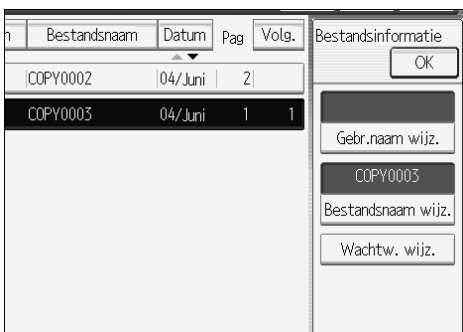 Bestandsnaam Datum Pag Volg.
COPY0002 04/Juni 2
COPY0003 04/Juni 1 1
Bestandsinformatie
OK
Gebr.naam wijz.
COPY0003
Bestandsnaam wijz.
Wachtw. wijz.